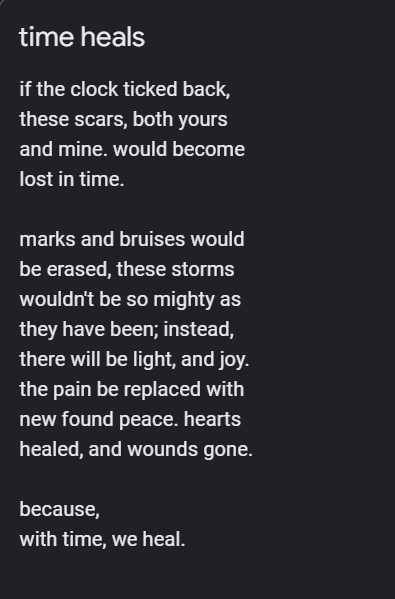 time heals
if the clock ticked back,
these scars, both yours
and mine. would become
lost in time.
marks and bruises would
be erased, these storms
wouldn't be so mighty as
they have been; instead,
there will be light, and joy.
the pain be replaced with
new found peace. hearts
healed, and wounds gone.
because,
with time, we heal.